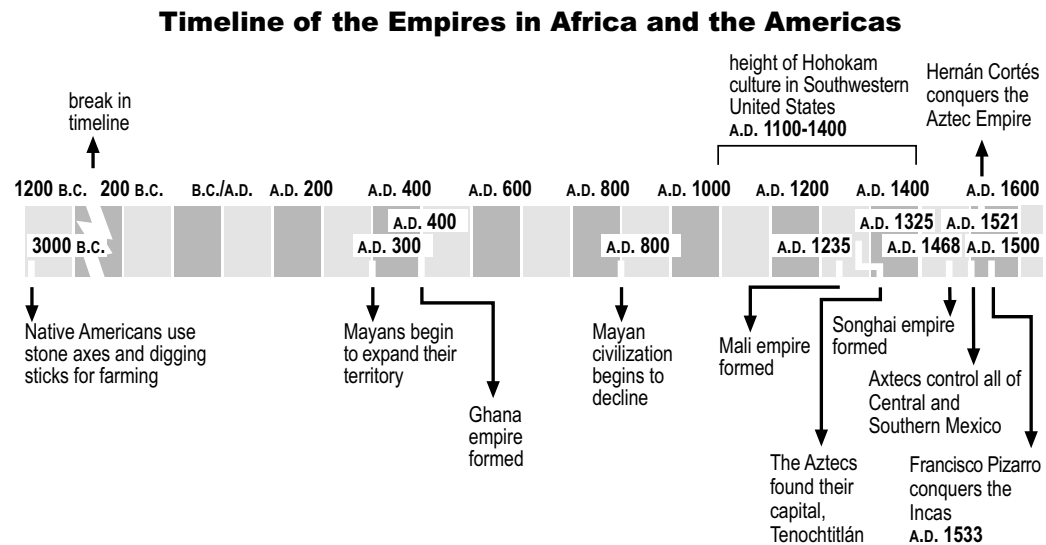 Timeline of the Empires in Africa and the Americas
break in
timeline
height of Hohokam
culture in Southwestern
United States
A.D. 1100-1400
Hernán Cortés
conquers the
Aztec Empire
1200 B.C. 200 B.C. B.C./A.D. A.D. 200 A.D. 400 A.D. 600 A.D. 800 A.D. 1000 A.D. 1200 A.D. 1400 A.D. 1600
A.D. 400 A.D. 1325 A.D. 1521
3000 B.C. A.D. 300 A.D. 800 A.D. 1235 A.D. 1468 A.D. 1500
Native Americans use
stone axes and digging
sticks for farming
Mayans begin
to expand their
territory
Ghana
empire
formed
Mayan
civilization
begins to
decline
Mali empire
formed
The Aztecs
found their
capital,
Tenochtitlán
Songhai empire
formed
Axtecs control all of
Central and
Southern Mexico
Francisco Pizarro
conquers the
Incas
A.D. 1533